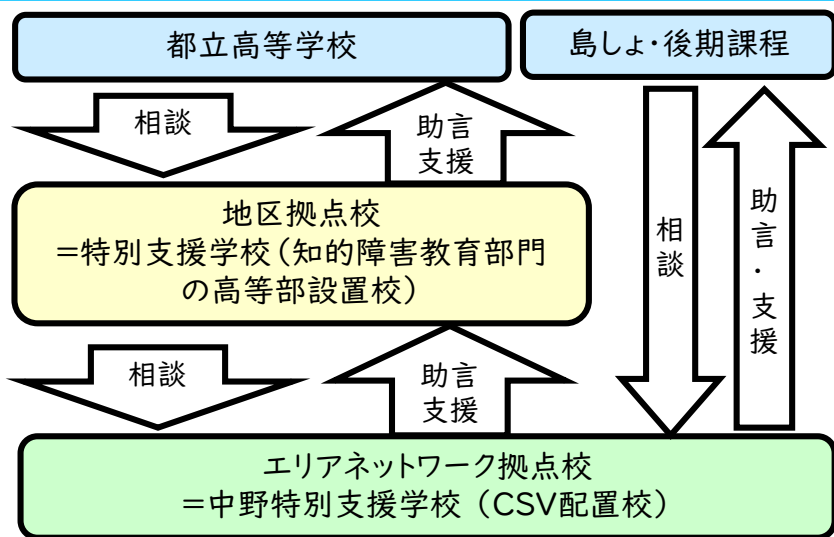 都立高等学校
島しょ・後期課程
相談
助言
支援
地区拠点校
=特別支援学校(知的障害教育部門
の高等部設置校)
相談
助言・支援
相談
助言
支援
エリアネットワーク拠点校
=中野特別支援学校(CSV配置校)